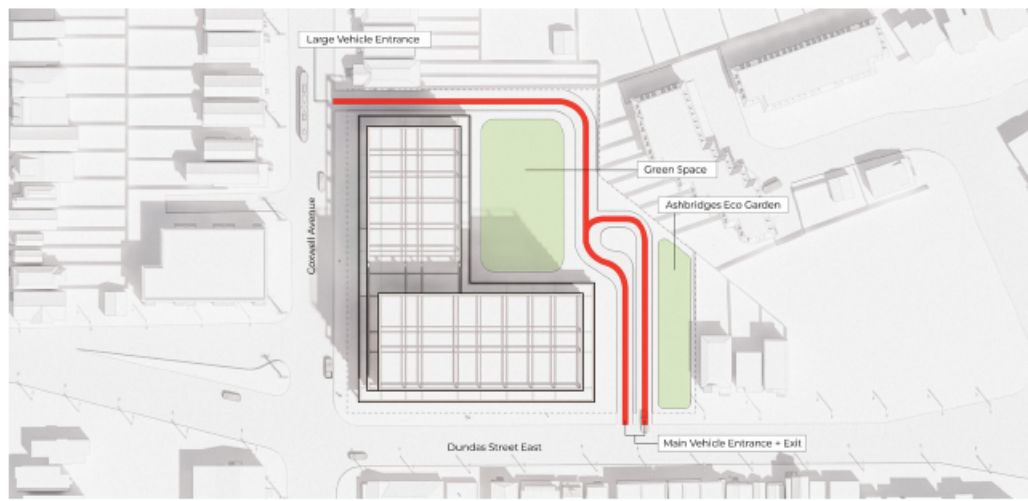 Large Vehicle Entrance
Green Space
Ashbridges Eco Garden
Coxwell Avenue
Dundas Street East
Main Vehicle Entrance + Exit